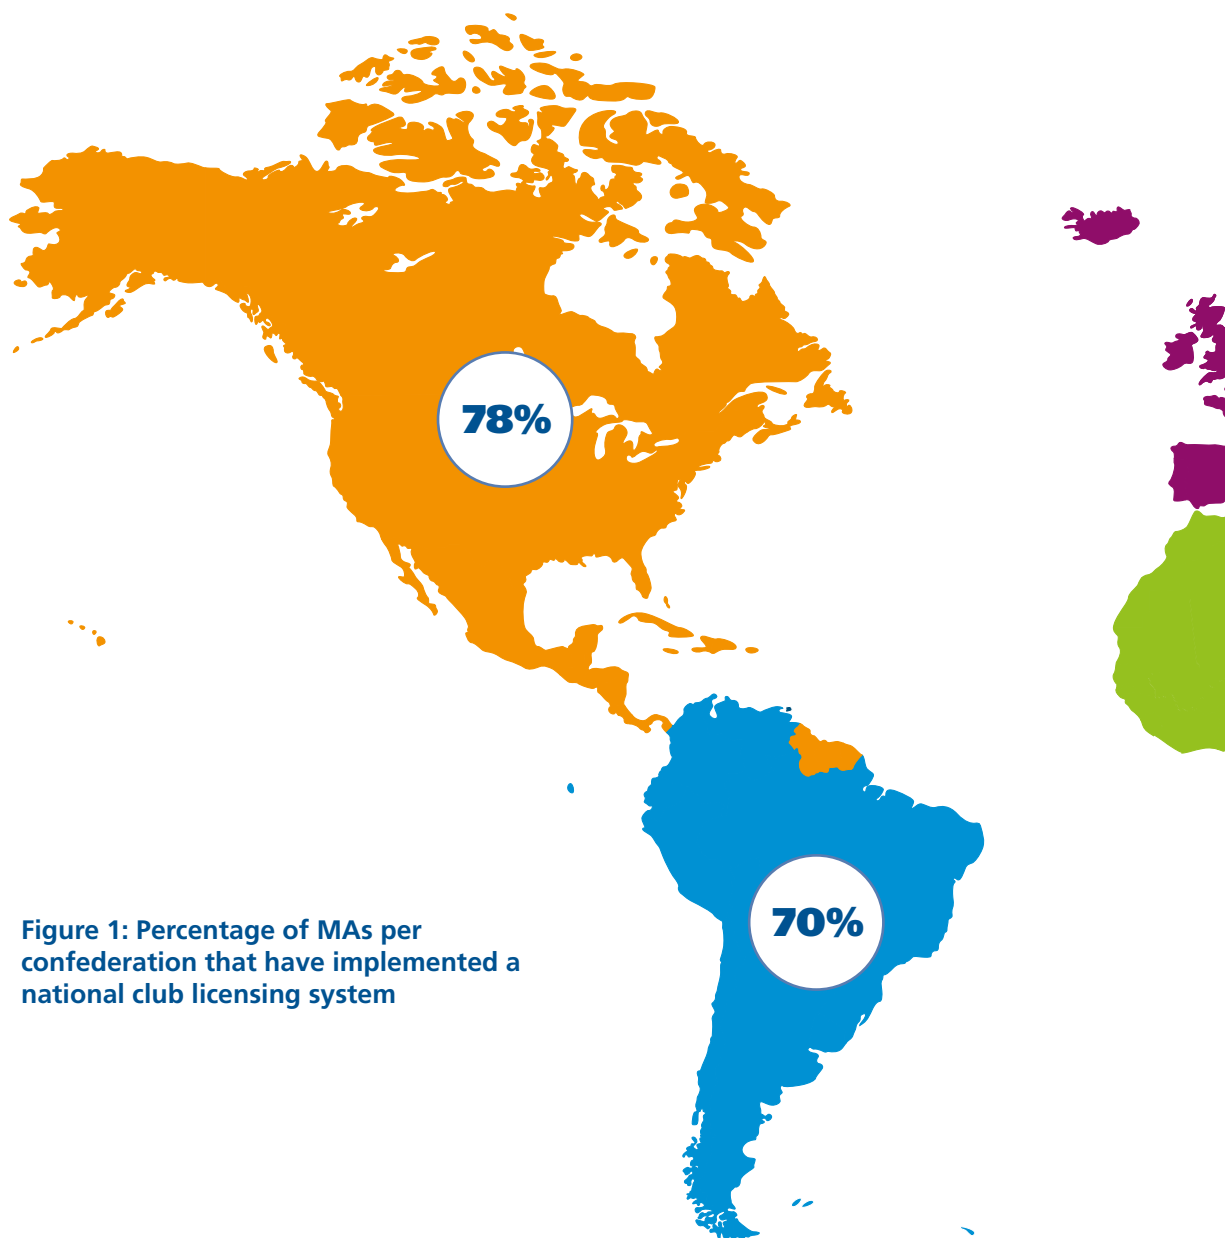 78%
70%
Figure 1: Percentage of MAs per
confederation that have implemented a
national club licensing system